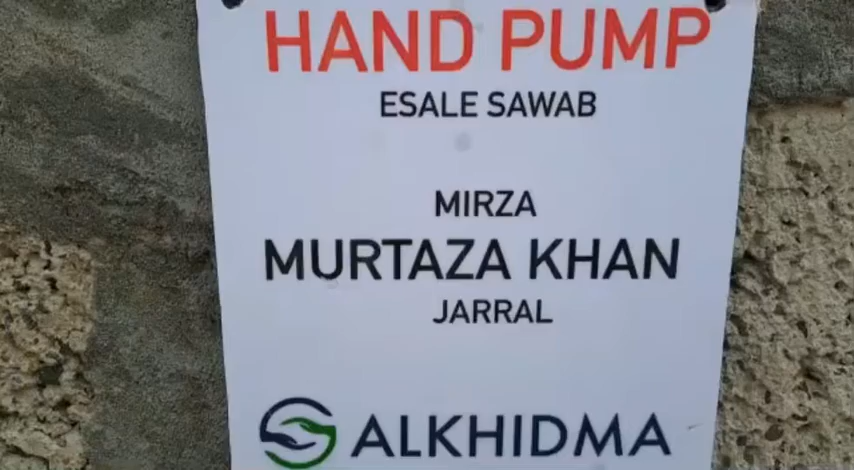 HAND PUMP
ESALE SAWAB
MIRZA
MURTAZA KHAN
JARRAL
ALKHIDMA